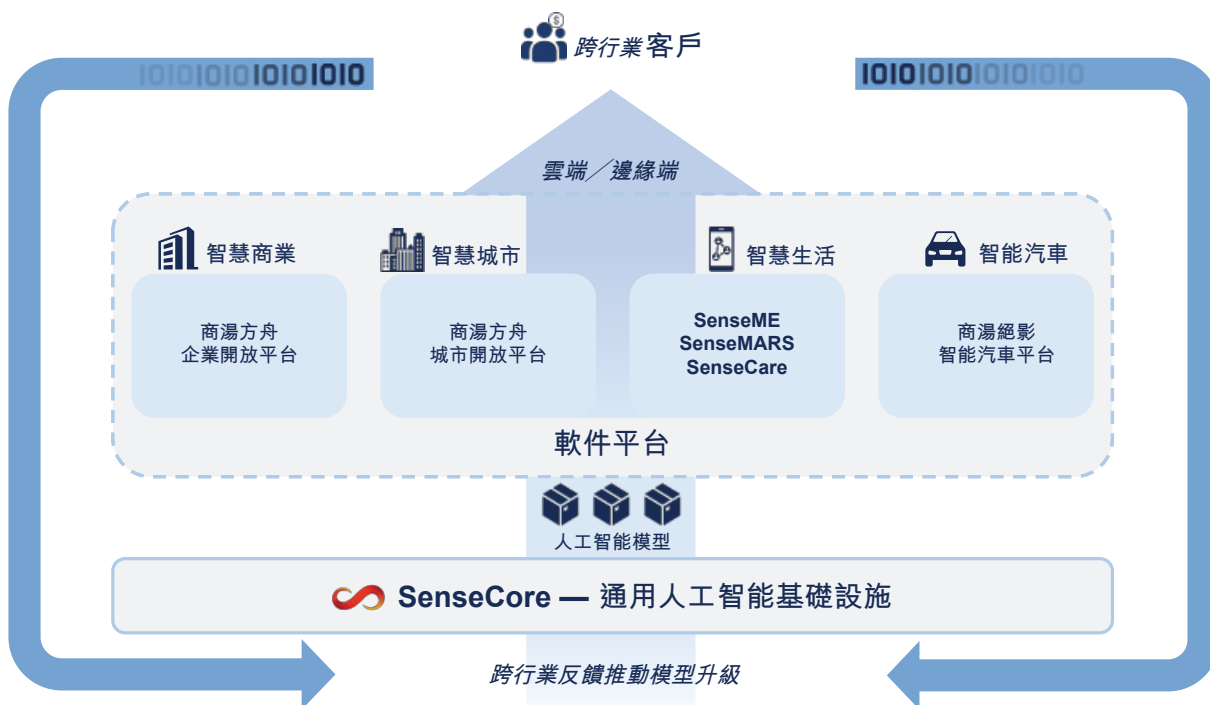 跨行業客戶
1010101010101010
1010101010101010
雲端／邊緣端
智慧商業
智慧城市
智慧生活
智能汽車
商湯方舟
企業開放平台
商湯方舟
城市開放平台
SenseME
SenseMARS
SenseCare
商湯絕影
智能汽車平台
軟件平台
人工智能模型
SenseCore — 通用人工智能基礎設施
跨行業反饋推動模型升級